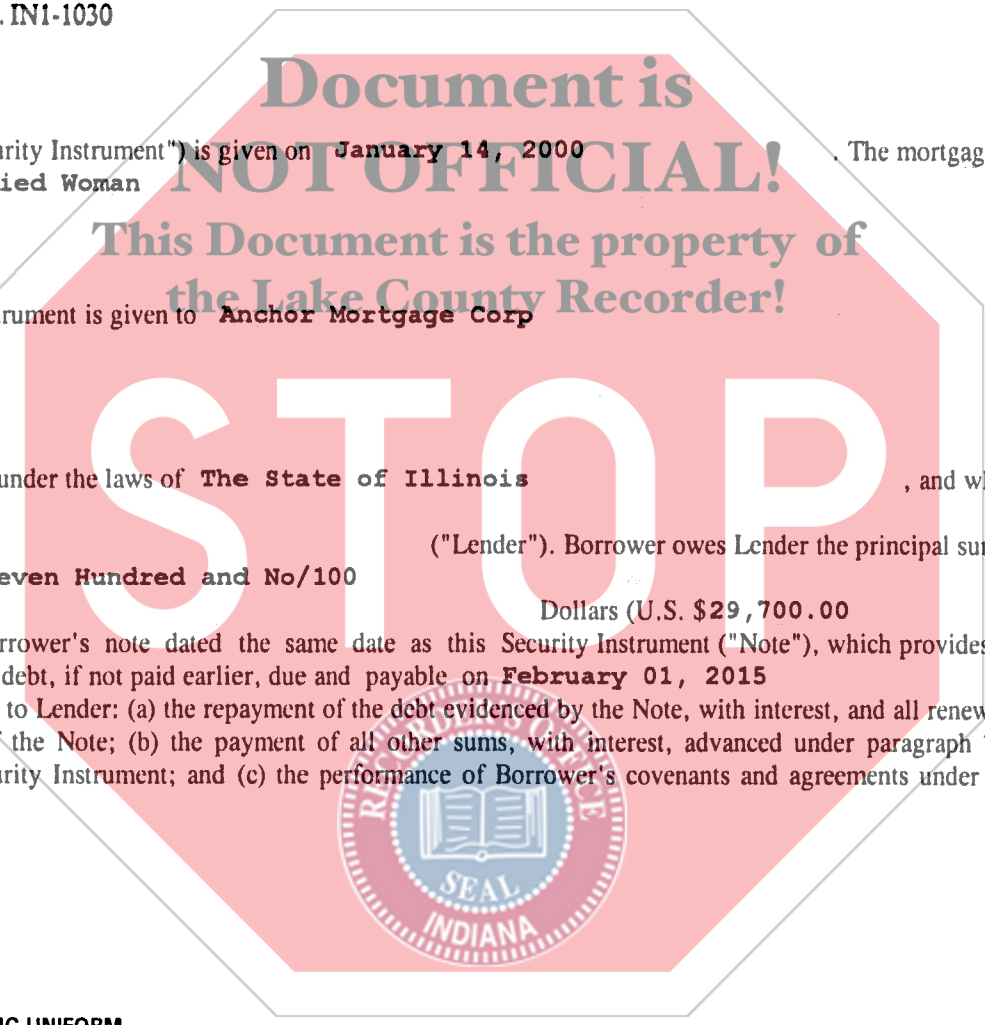 . IN1-1030
Document is
urity Instrument") is given on January 14, 2000 . The mortgag
NOT OFFICIAL!
ied Woman
This Document is the property of
the Lake County Recorder!
rument is given to Anchor Mortgage Corp
STOP
under the laws of The State of Illinois , and w
("Lender"). Borrower owes Lender the principal su
even Hundred and No/100
Dollars (U.S. $29,700.00
rrower's note dated the same date as this Security Instrument ("Note"), which provides
debt, if not paid earlier, due and payable on February 01, 2015
to Lender: (a) the repayment of the debt evidenced by the Note, with interest, and all renew
f the Note; (b) the payment of all other sums, with interest, advanced under paragraph
urity Instrument; and (c) the performance of Borrower's covenants and agreements under
RECORDER'S OFFICE
SEAL
INDIANA
UNIFORM